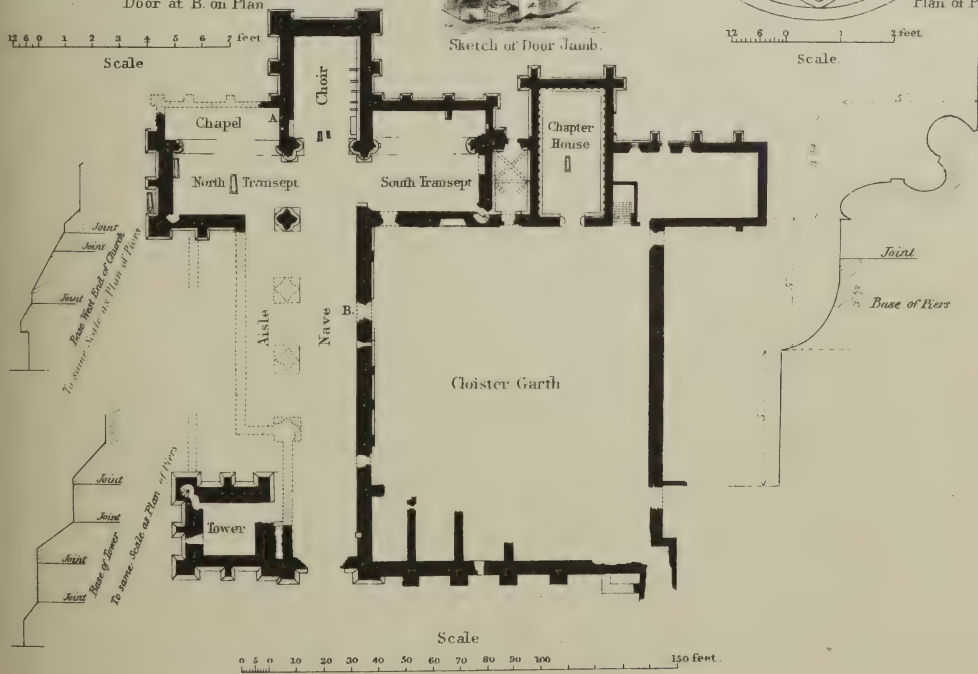 Door at B. on Plan
12 6 0 1 2 3 4 5 6 7 feet
Scale
Sketch of Door Jamb.
Plan of P
12 6 0 1 2 feet
Scale.
Choir
Chapel
A
Chapter
House
North Transept
South Transept
Joint
Joint
Joint
Base West End of Church
To same Scale as Plan of Piers
Aisle
Nave
B.
Cloister Garth
5
Joint
Base of Piers
Joint
Joint
Joint
Joint
Base of Tower
To same Scale as Plan of Piers
Tower
Scale
0 5 0 10 20 30 40 50 60 70 80 90 100 150 feet.